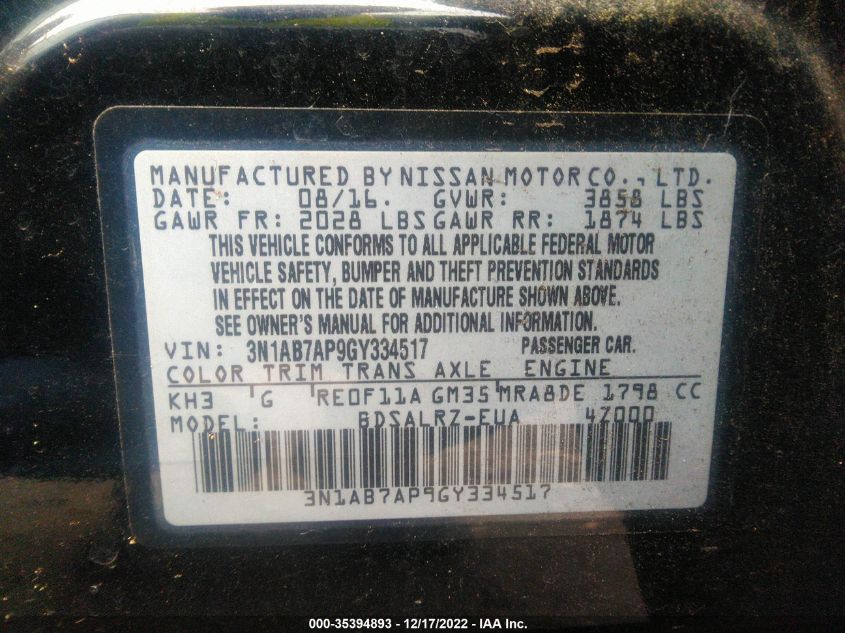 MANUFACTURED BY NISSAN MOTOR CO., LTD.
DATE: 08/16. GVWR: 3858 LBS
GAWR FR: 2028 LBS GAWR RR: 1874 LBS
THIS VEHICLE CONFORMS TO ALL APPLICABLE FEDERAL MOTOR
VEHICLE SAFETY, BUMPER AND THEFT PREVENTION STANDARDS
IN EFFECT ON THE DATE OF MANUFACTURE SHOWN ABOVE.
SEE OWNER'S MANUAL FOR ADDITIONAL INFORMATION.
VIN: 3N1AB7AP9GY334517 PASSENGER CAR.
COLOR TRIM TRANS AXLE ENGINE
KH3 G RE0F11A GM35 MRA8DE 1798 CC
MODEL: BDSALRZ-EUA 4Z000
3N1AB7AP9GY334517
000-35394893 - 12/17/2022 - IAA Inc.